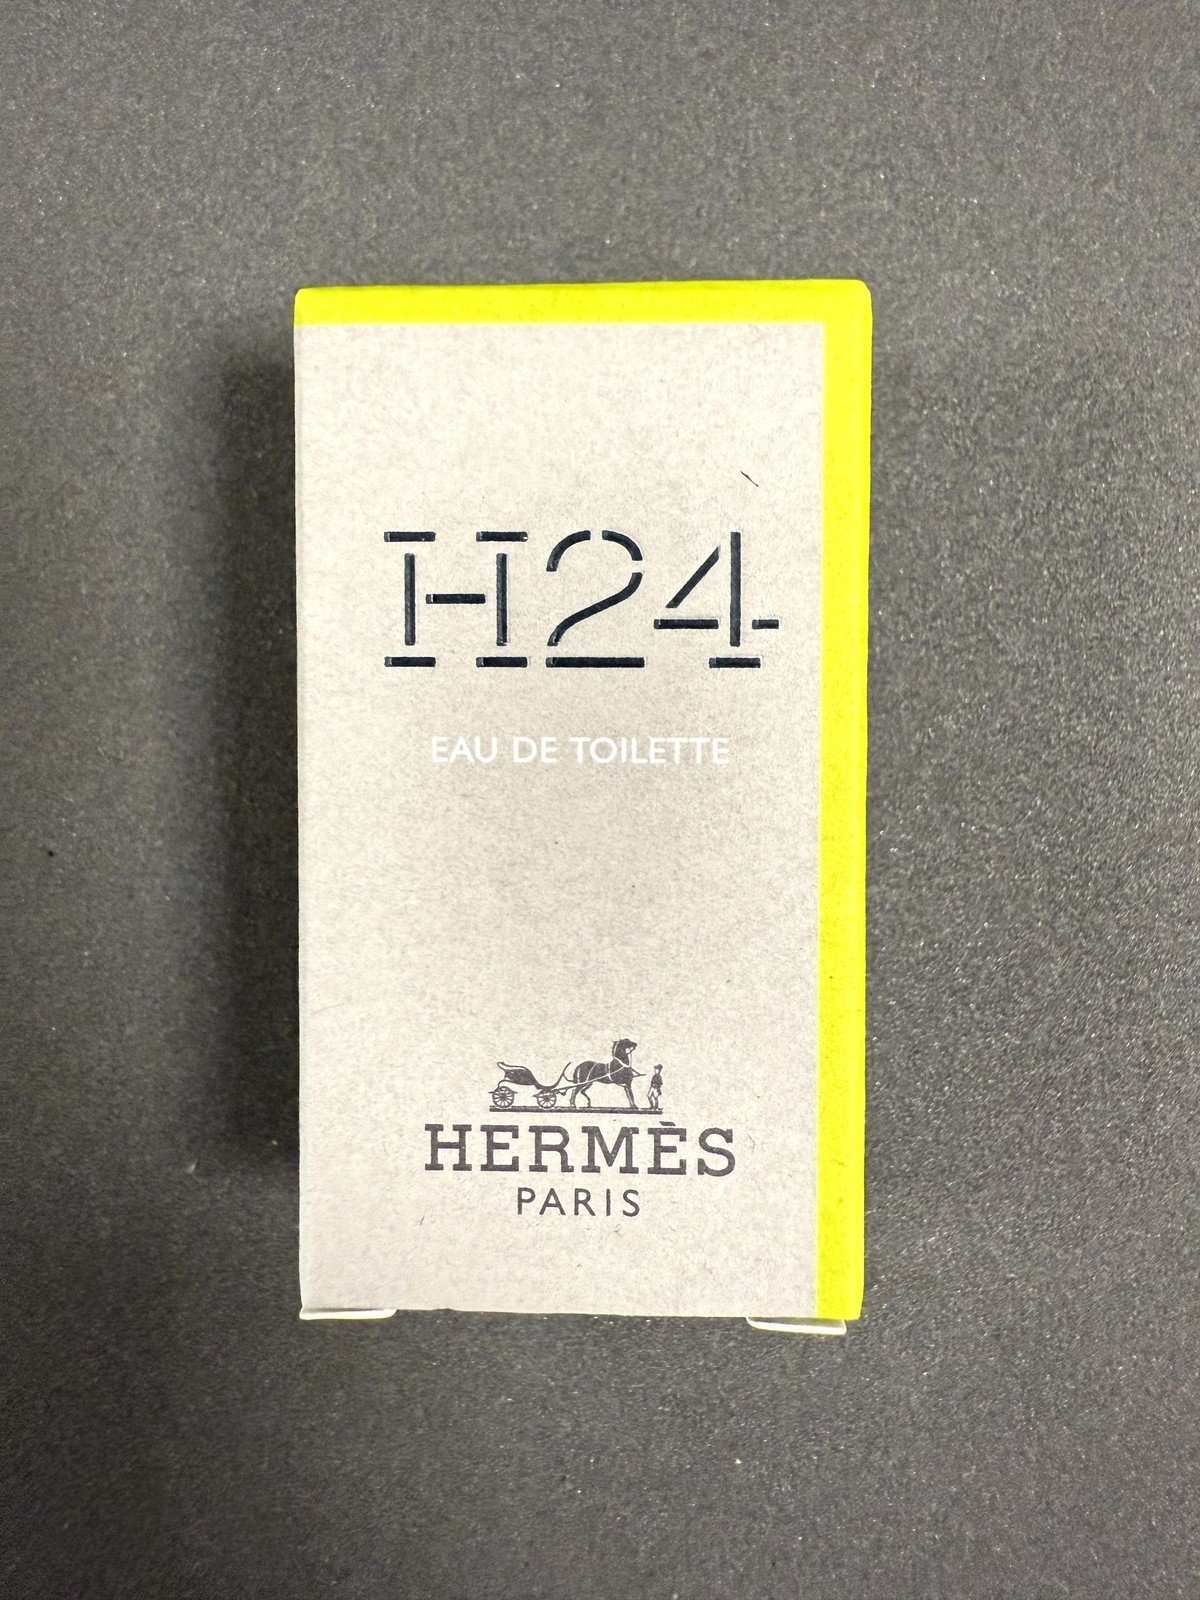 H24
EAU DE TOILETTE
HERMÈS
PARIS